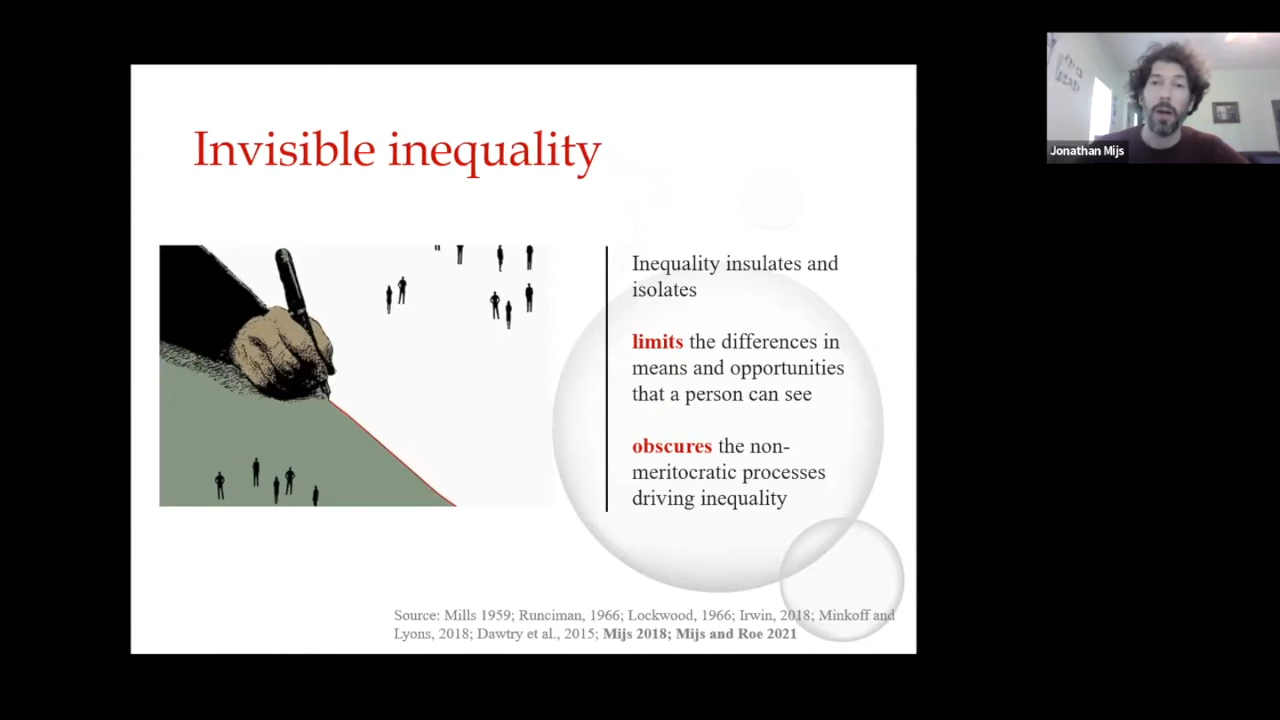 Invisible inequality
Inequality insulates and
isolates
limits the differences in
means and opportunities
that a person can see
obscures the non-
meritocratic processes
driving inequality
Source: Mills 1959; Runciman, 1966; Lockwood, 1966; Irwin, 2018; Minkoff and
Lyons, 2018; Dawtry et al., 2015; Mijs 2018; Mijs and Roe 2021
Jonathan Mijs